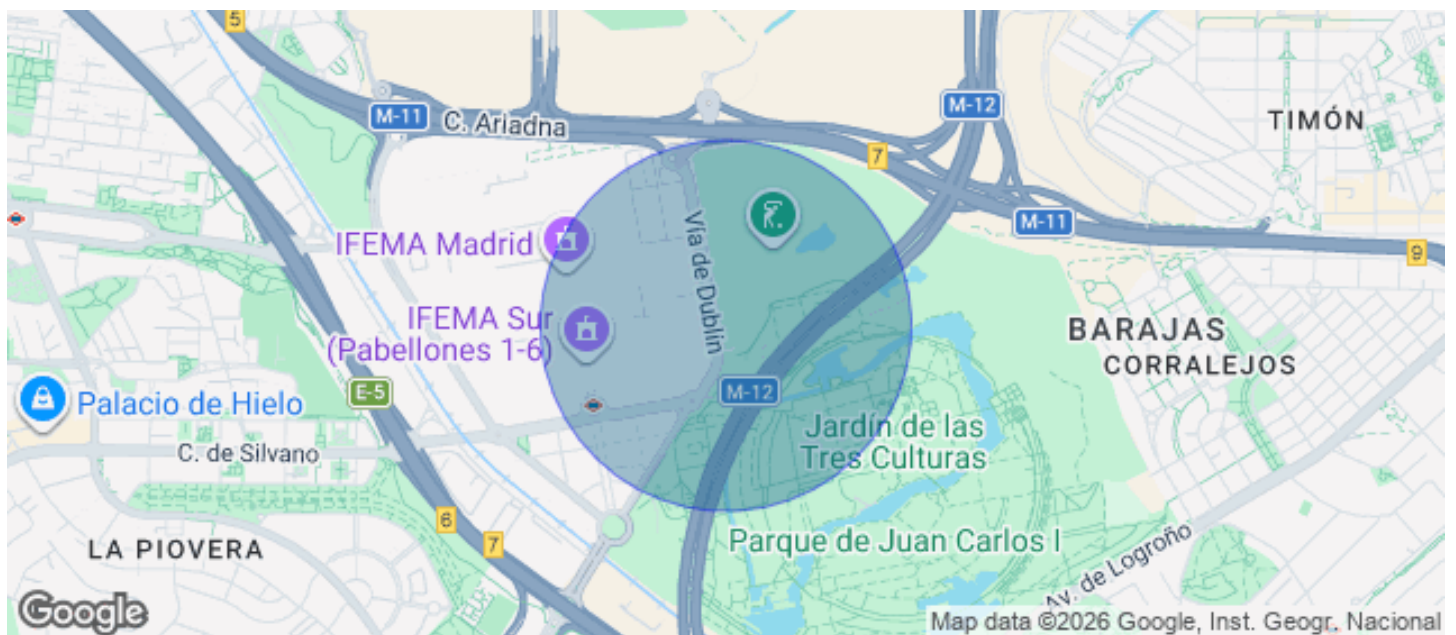 5
M-11
C. Ariadna
M-12
TIMÓN
7
M-11
9
IFEMA Madrid
Vía de Dublín
IFEMA Sur
(Pabellones 1-6)
BARAJAS
CORRALEJOS
E-5
M-12
Palacio de Hielo
Jardín de las
Tres Culturas
C. de Silvano
6
7
LA PIOVERA
Parque de Juan Carlos I
Av. de Logroño
Google
Map data ©2026 Google, Inst. Geogr. Nacional